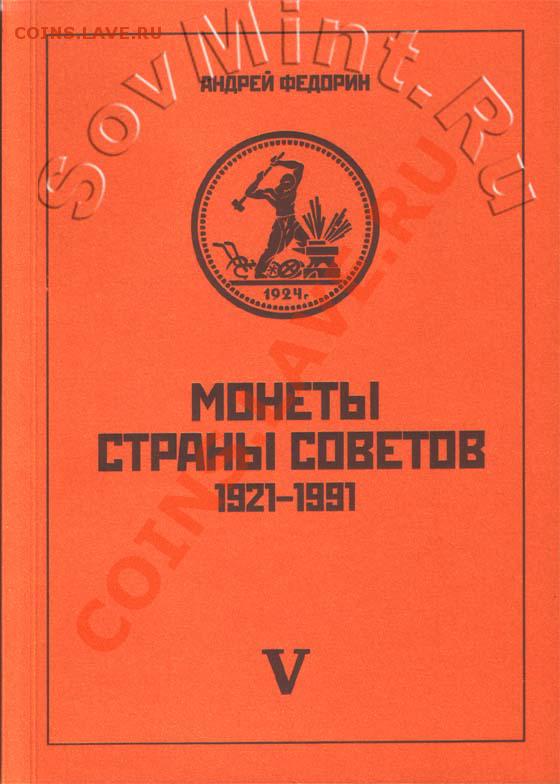 COINS.LAVE.RU
SovMint.Ru
АНДРЕЙ ФЕДОРИН
1924г.
COINS.LAVE.RU
МОНЕТЫ
СТРАНЫ СОВЕТОВ
1921-1991
V